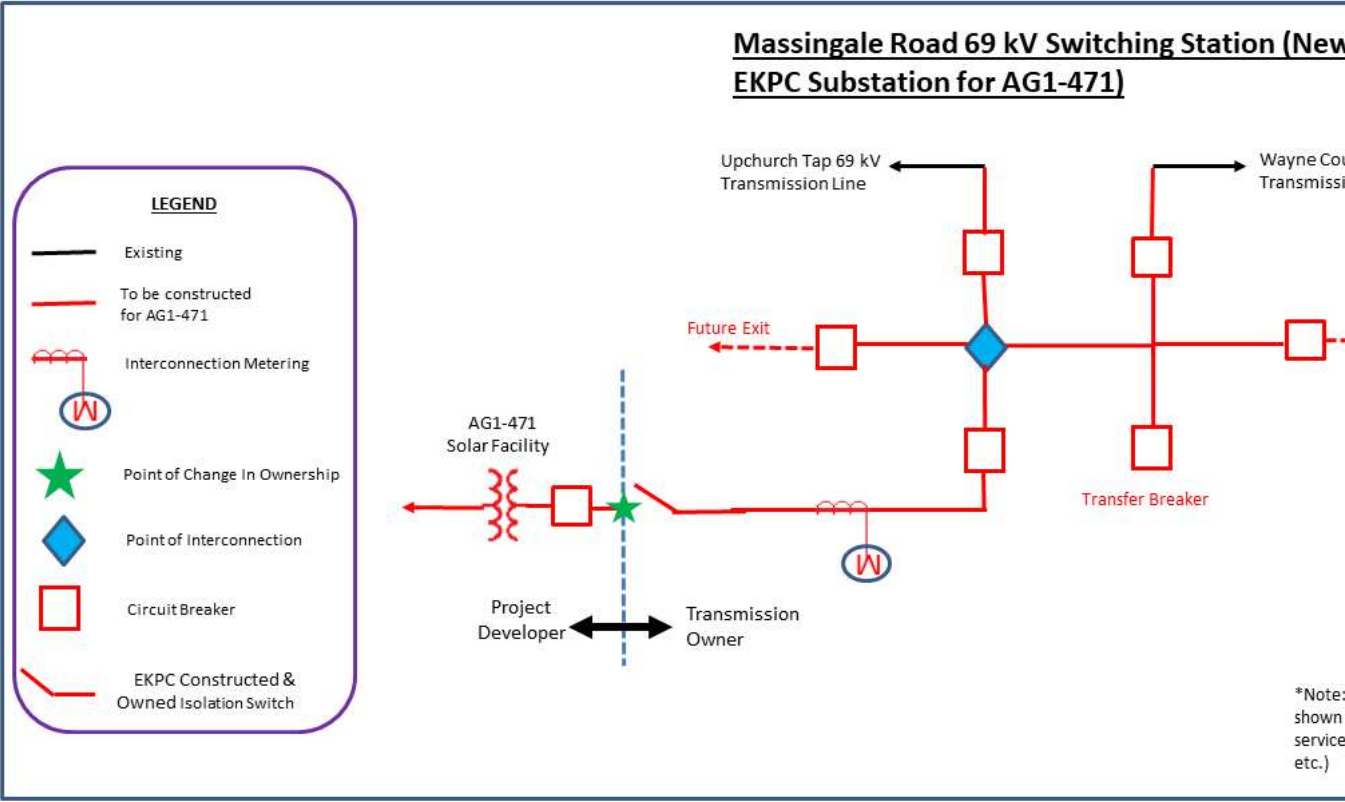 Massingale Road 69 kV Switching Station (New
EKPC Substation for AG1-471)
Upchurch Tap 69 kV
Transmission Line
Wayne Cou
Transmissi
LEGEND
Existing
To be constructed
for AG1-471
Interconnection Metering
M
Point of Change In Ownership
Point of Interconnection
Circuit Breaker
EKPC Constructed &
Owned Isolation Switch
Future Exit
AG1-471
Solar Facility
Transfer Breaker
M
Project
Developer
Transmission
Owner
*Note:
shown
service
etc.)